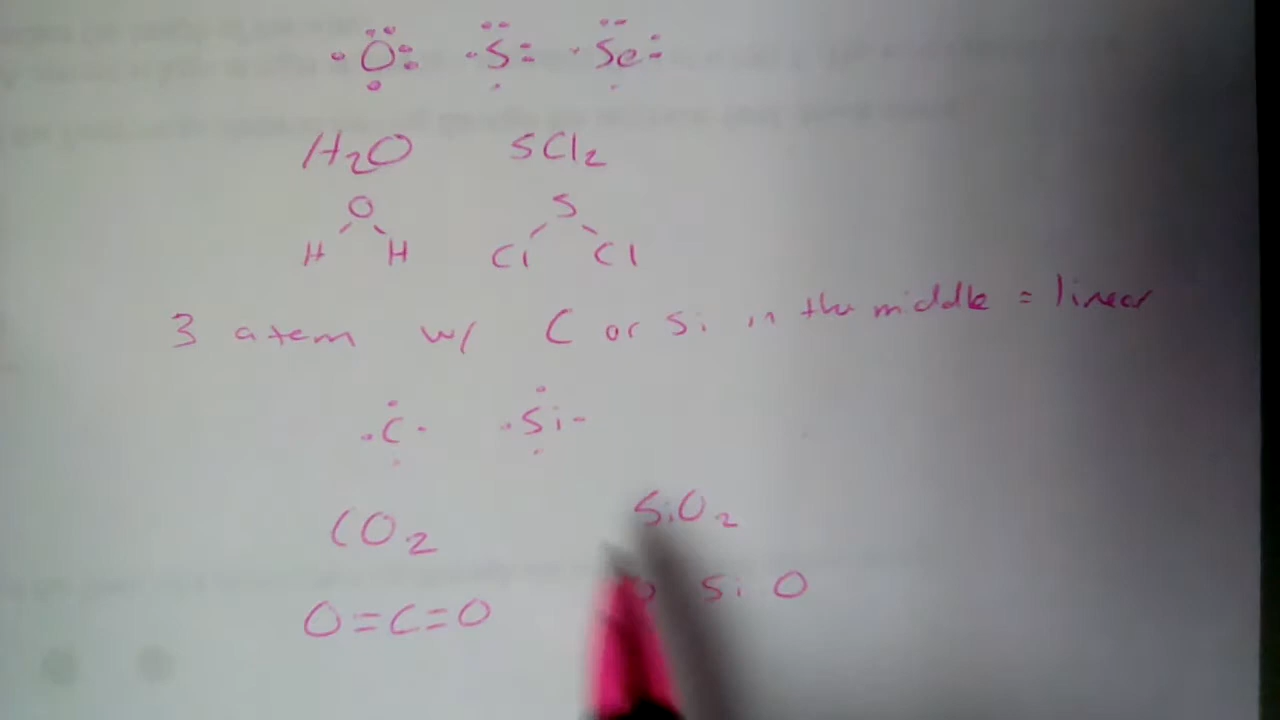 O S Se
H₂O SCl₂
O S
H H Cl Cl
3 atom w/ C or Si in the middle = linear
C Si
CO₂ SiO₂
O=C=O O Si O